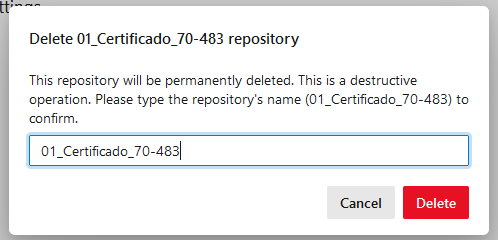 ttings
Delete 01_Certificado_70-483 repository
This repository will be permanently deleted. This is a destructive
operation. Please type the repository's name (01_Certificado_70-483) to
confirm.
01_Certificado_70-483
Cancel Delete